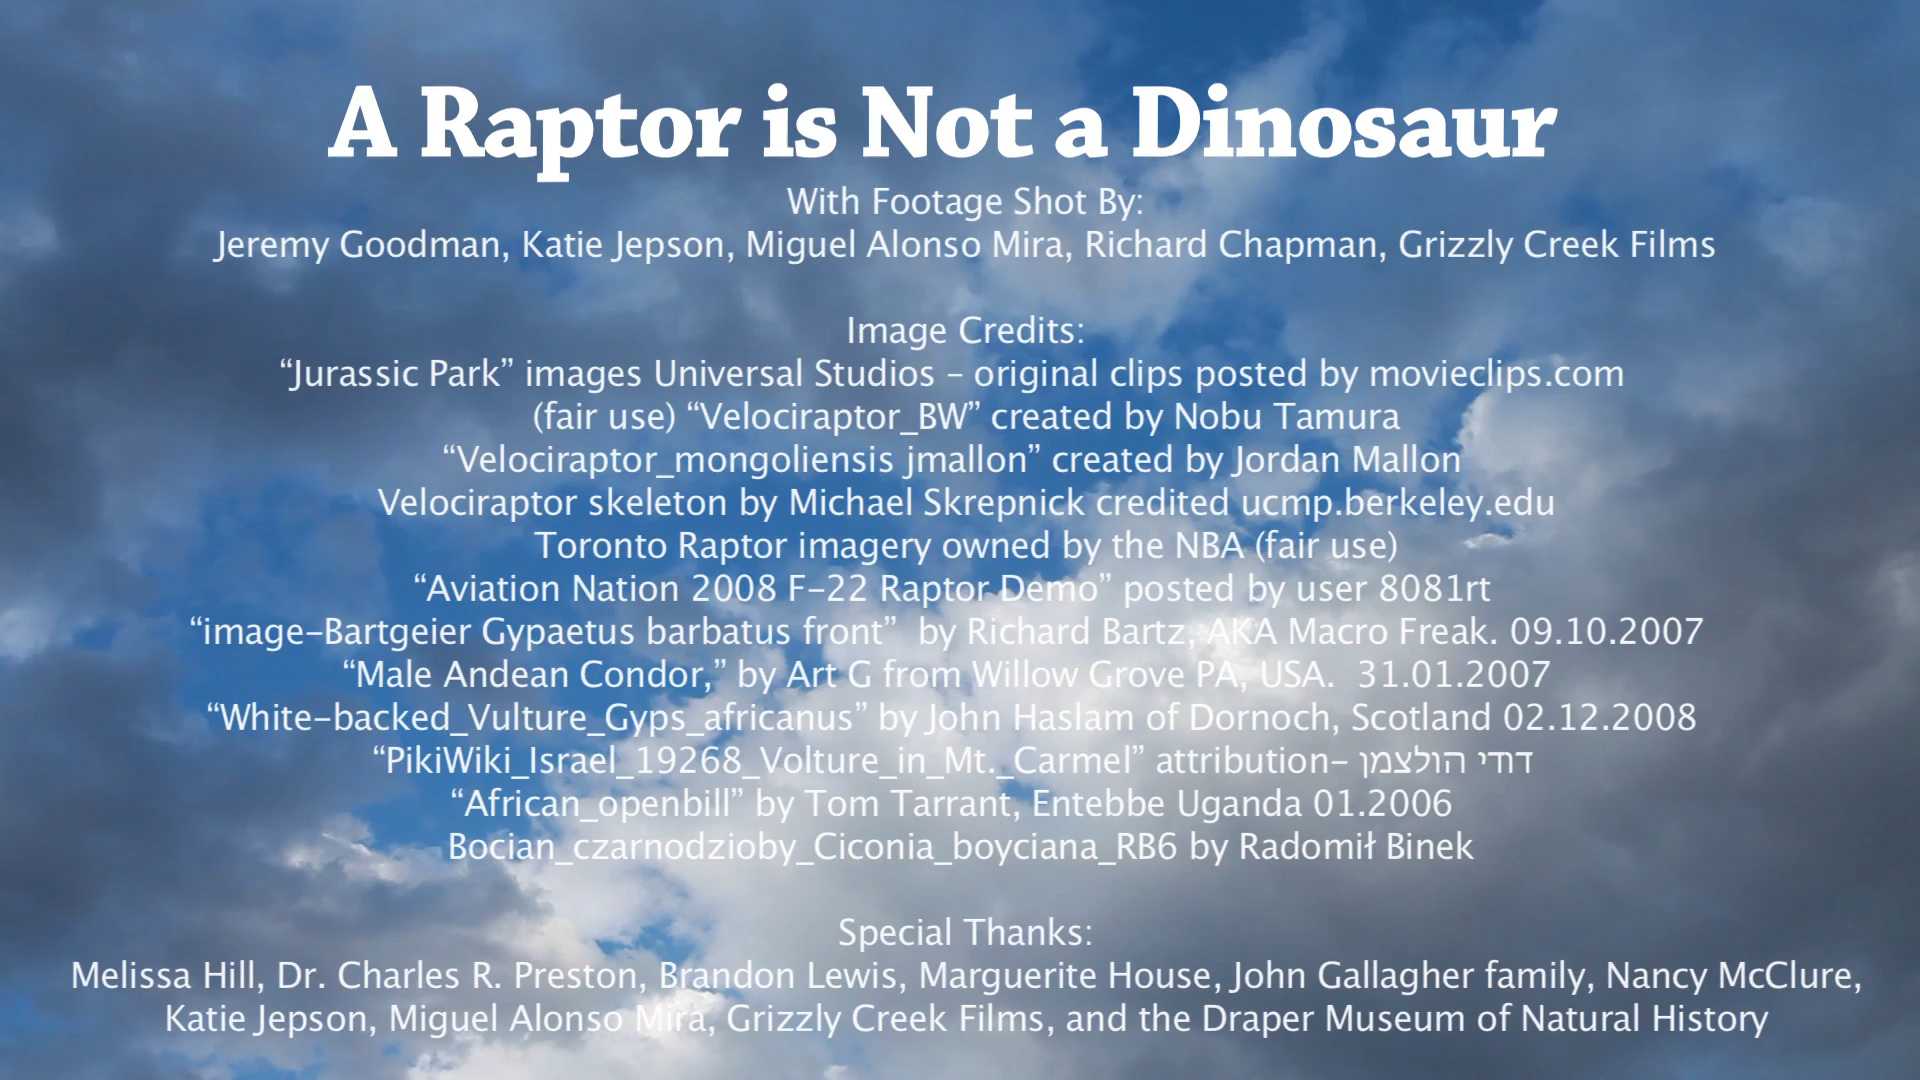 A Raptor is Not a Dinosaur
With Footage Shot By:
Jeremy Goodman, Katie Jepson, Miguel Alonso Mira, Richard Chapman, Grizzly Creek Films
Image Credits:
“Jurassic Park” images Universal Studios – original clips posted by movieclips.com
(fair use) “Velociraptor_BW” created by Nobu Tamura
“Velociraptor_mongoliensis jmallon” created by Jordan Mallon
Velociraptor skeleton by Michael Skrepnick credited ucmp.berkeley.edu
Toronto Raptor imagery owned by the NBA (fair use)
“Aviation Nation 2008 F-22 Raptor Demo” posted by user 8081rt
“image-Bartgeier Gypaetus barbatus front”  by Richard Bartz, AKA Macro Freak. 09.10.2007
“Male Andean Condor,” by Art G from Willow Grove PA, USA.  31.01.2007
“White-backed_Vulture_Gyps_africanus” by John Haslam of Dornoch, Scotland 02.12.2008
“PikiWiki_Israel_19268_Volture_in_Mt._Carmel” attribution- דודי הולצמן
“African_openbill” by Tom Tarrant, Entebbe Uganda 01.2006
Bocian_czarnodzioby_Ciconia_boyciana_RB6 by Radomił Binek
Special Thanks:
Melissa Hill, Dr. Charles R. Preston, Brandon Lewis, Marguerite House, John Gallagher family, Nancy McClure,
Katie Jepson, Miguel Alonso Mira, Grizzly Creek Films, and the Draper Museum of Natural History